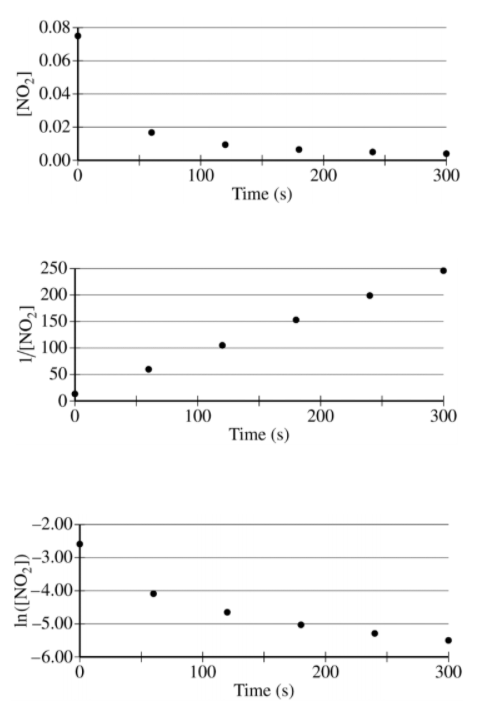 0.08
0.06
0.04
0.02
0.00
[NO₂]
0 100 200 300
Time (s)
250
200
150
100
50
0
1/[NO₂]
0 100 200 300
Time (s)
–2.00
–3.00
–4.00
–5.00
–6.00
ln([NO₂])
0 100 200 300
Time (s)